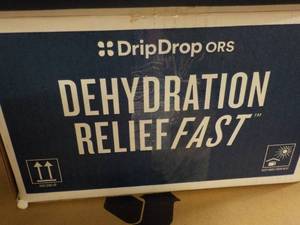 DripDrop ORS
DEHYDRATION
RELIEF FAST™